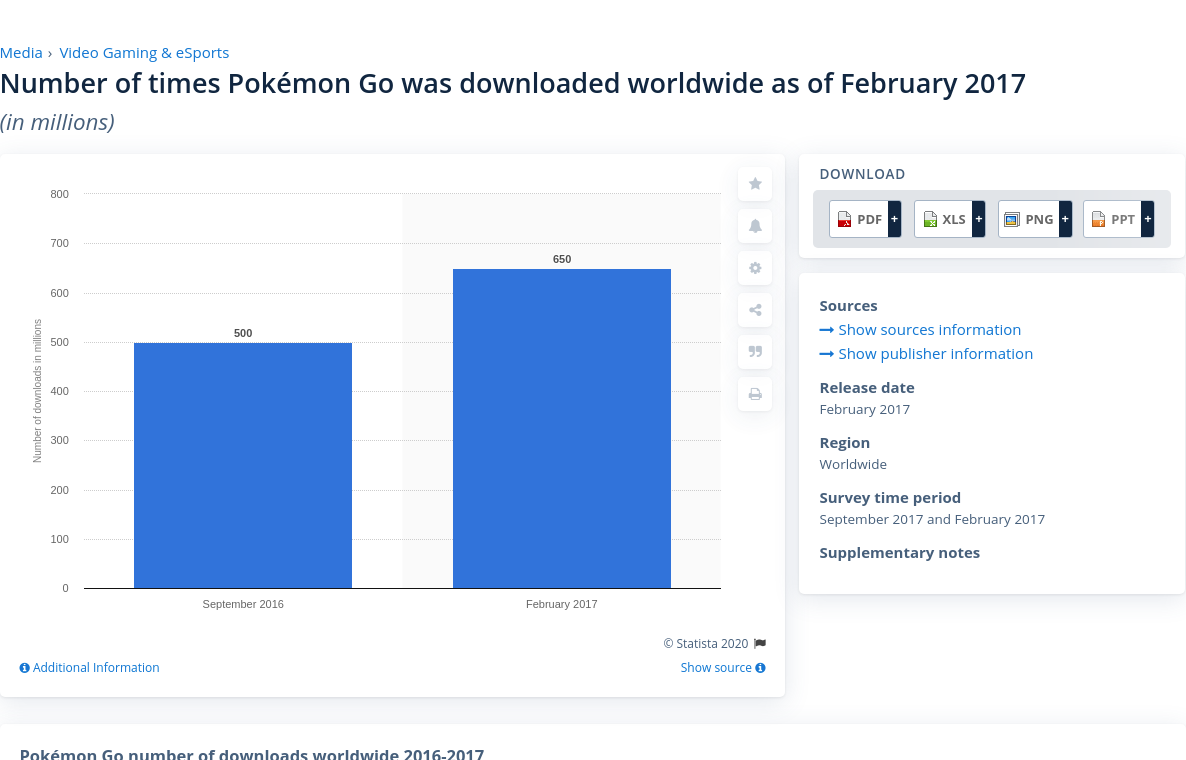 Media › Video Gaming & eSports
Number of times Pokémon Go was downloaded worldwide as of February 2017
(in millions)
800
700
600
500
400
300
200
100
0
Number of downloads in millions
500
650
September 2016
February 2017
© Statista 2020
Additional Information
Show source
DOWNLOAD
PDF + XLS + PNG + PPT +
Sources
Show sources information
Show publisher information
Release date
February 2017
Region
Worldwide
Survey time period
September 2017 and February 2017
Supplementary notes
Pokémon Go number of downloads worldwide 2016-2017